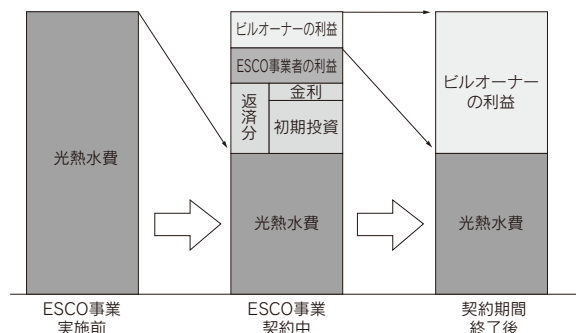 光熱水費
ビルオーナーの利益
ESCO事業者の利益
返済分
金利
初期投資
光熱水費
ビルオーナー
の利益
光熱水費
ESCO事業
実施前
ESCO事業
契約中
契約期間
終了後